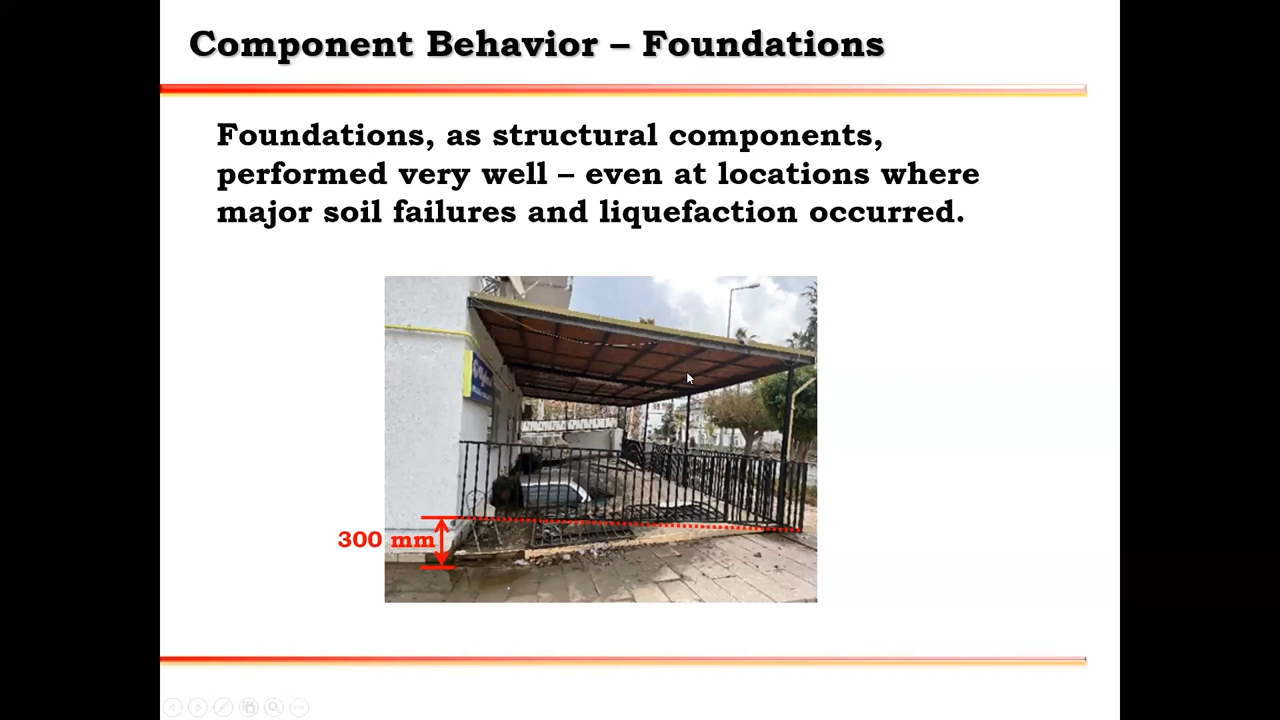 Component Behavior – Foundations
Foundations, as structural components,
performed very well – even at locations where
major soil failures and liquefaction occurred.
300 mm